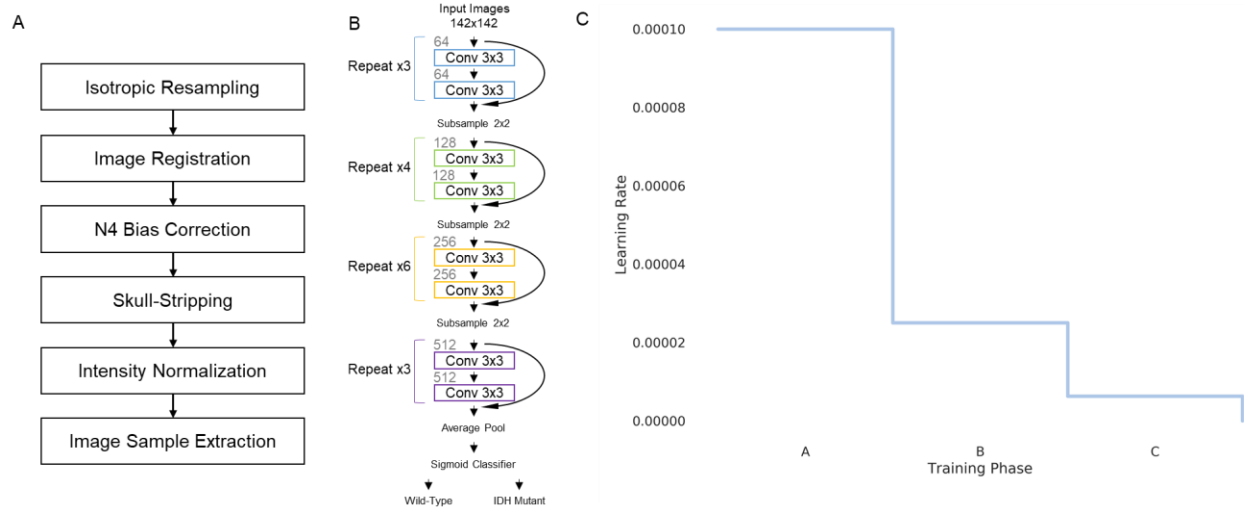 A
Isotropic Resampling
Image Registration
N4 Bias Correction
Skull-Stripping
Intensity Normalization
Image Sample Extraction
B
Input Images
142x142
Repeat x3
64
Conv 3x3
64
Conv 3x3
Subsample 2x2
Repeat x4
128
Conv 3x3
128
Conv 3x3
Subsample 2x2
Repeat x6
256
Conv 3x3
256
Conv 3x3
Subsample 2x2
Repeat x3
512
Conv 3x3
512
Conv 3x3
Average Pool
Sigmoid Classifier
Wild-Type
IDH Mutant
C
Learning Rate
0.00010
0.00008
0.00006
0.00004
0.00002
0.00000
A
B
C
Training Phase